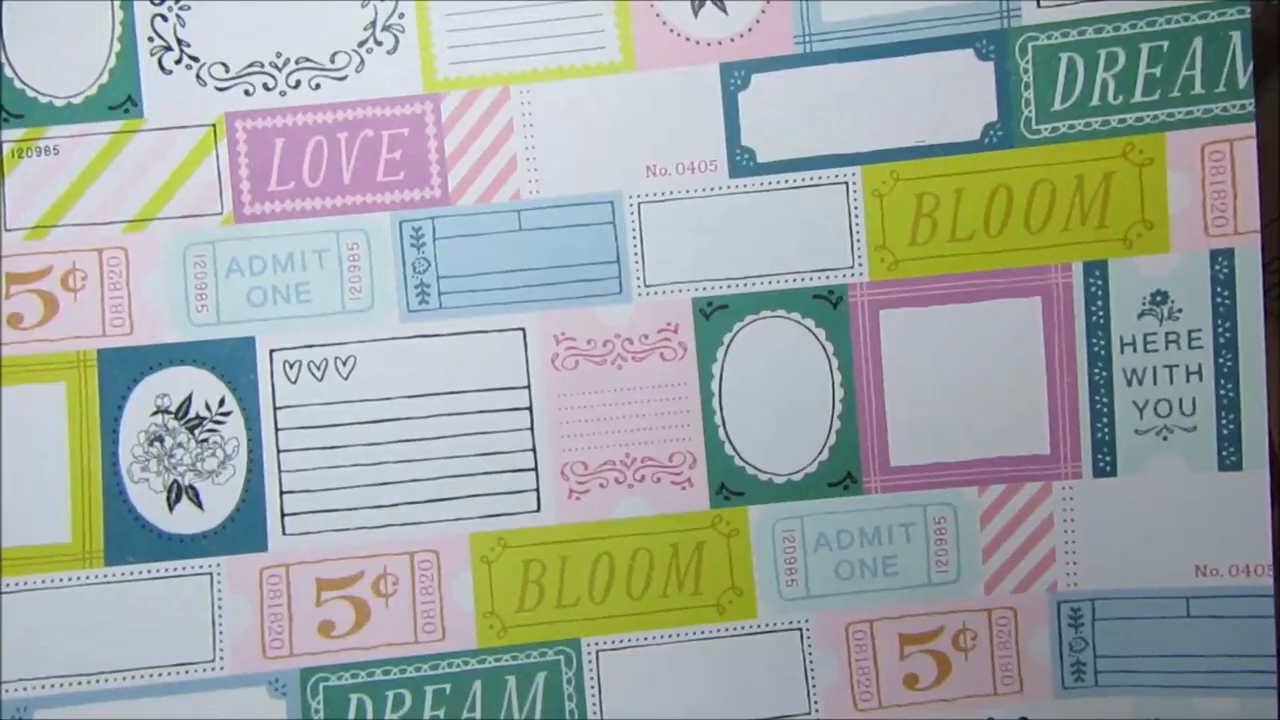 DREAM
120985
LOVE
No. 0405
BLOOM
081820
5¢
081820
120985
ADMIT
ONE
120985
HERE
WITH
YOU
BLOOM
120985
ADMIT
ONE
120985
No. 0405
081820
5¢
081820
081820
5¢
081820
DREAM